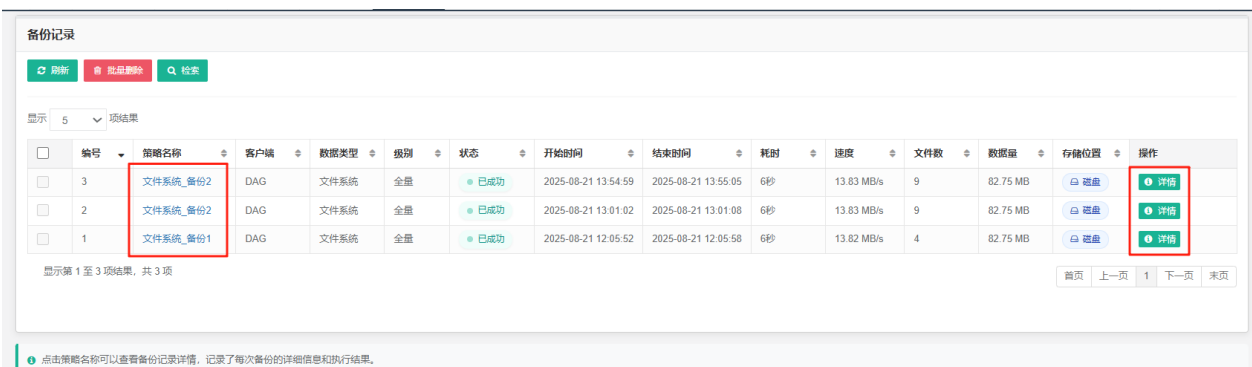 备份记录
刷新 批量删除 检索
显示 5 项结果
编号 策略名称 客户端 数据类型 级别 状态 开始时间 结束时间 耗时 速度 文件数 数据量 存储位置 操作
3 文件系统_备份2 DAG 文件系统 全量 已成功 2025-08-21 13:54:59 2025-08-21 13:55:05 6秒 13.83 MB/s 9 82.75 MB 磁盘 详情
2 文件系统_备份2 DAG 文件系统 全量 已成功 2025-08-21 13:01:02 2025-08-21 13:01:08 6秒 13.83 MB/s 9 82.75 MB 磁盘 详情
1 文件系统_备份1 DAG 文件系统 全量 已成功 2025-08-21 12:05:52 2025-08-21 12:05:58 6秒 13.82 MB/s 4 82.75 MB 磁盘 详情
显示第 1 至 3 项结果，共 3 项
首页 上一页 1 下一页 末页
点击策略名称可以查看备份记录详情，记录了每次备份的详细信息和执行结果。